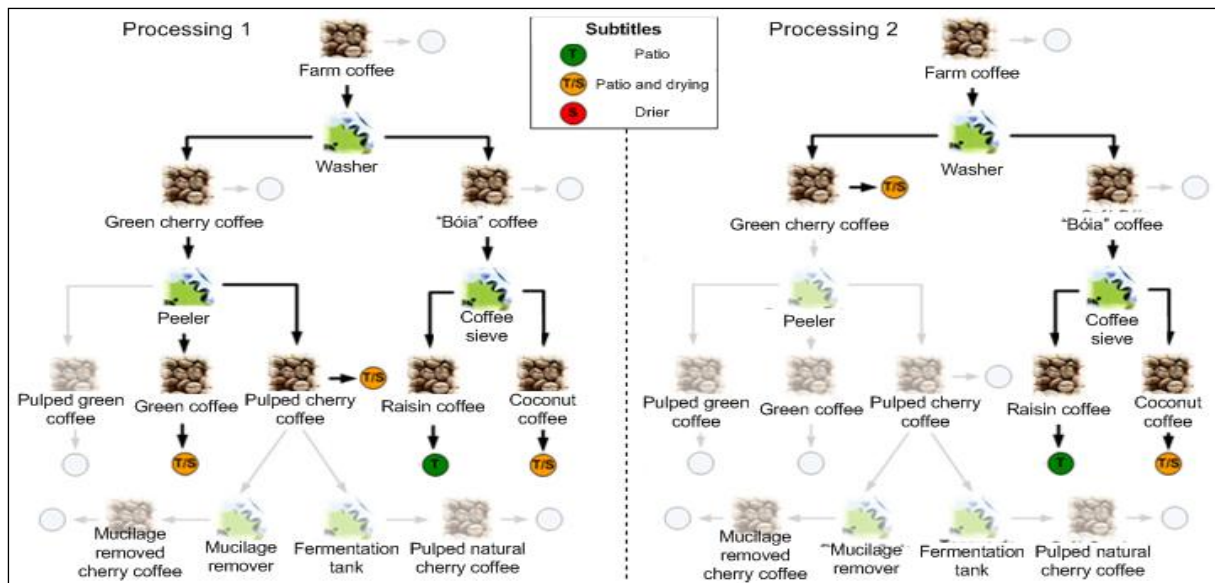 Processing 1
Farm coffee
Washer
Green cherry coffee
"Bóia" coffee
Peeler
Coffee
sieve
Pulped green
coffee
Green coffee
Pulped cherry
coffee
T/S
Raisin coffee
Coconut
coffee
T/S
T
T/S
Mucilage
removed
cherry coffee
Mucilage
remover
Fermentation
tank
Pulped natural
cherry coffee
Subtitles
T Patio
T/S Patio and drying
S Drier
Processing 2
Farm coffee
Washer
Green cherry coffee
T/S
"Bóia" coffee
Peeler
Coffee
sieve
Pulped green
coffee
Green coffee
Pulped cherry
coffee
Raisin coffee
Coconut
coffee
T
T/S
Mucilage
removed
cherry coffee
"Mucilage
remover
Fermentation
tank
Pulped natural
cherry coffee